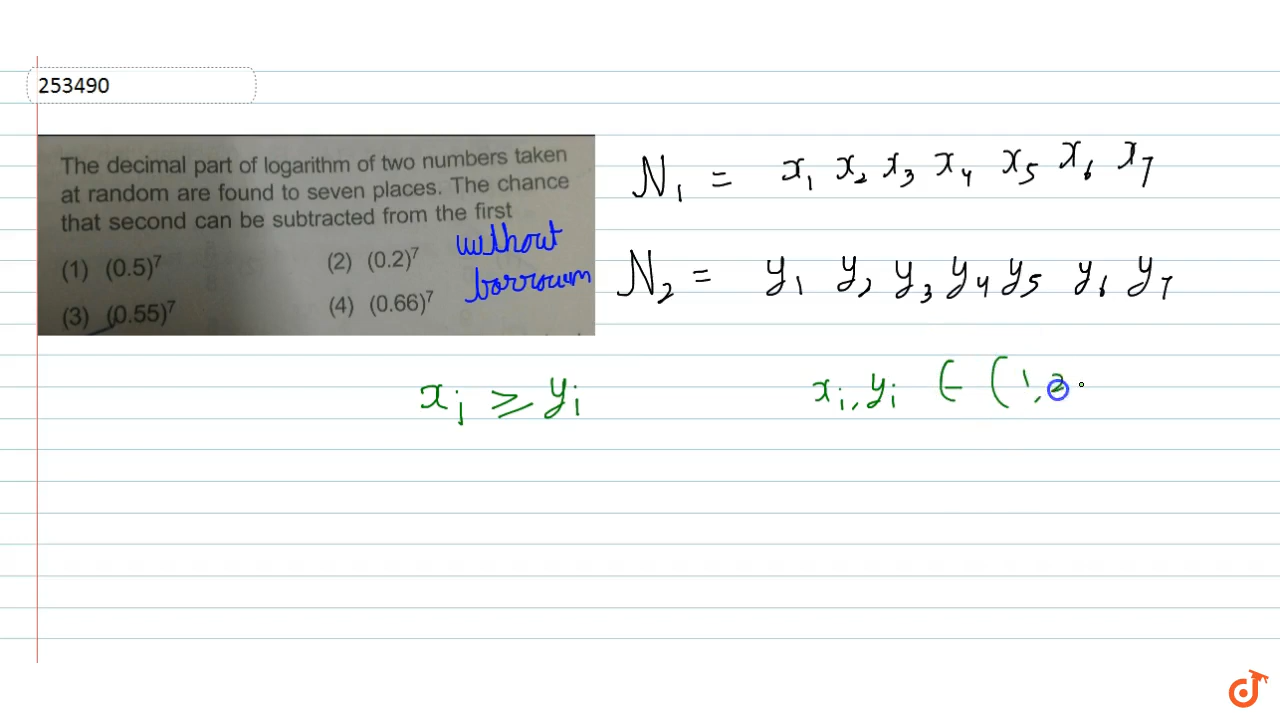 253490
The decimal part of logarithm of two numbers taken
at random are found to seven places. The chance
that second can be subtracted from the first
without
borrowin
(1) (0.5)⁷ (2) (0.2)⁷
(3) (0.55)⁷ (4) (0.66)⁷
N₁ = x₁ x₂ x₃ x₄ x₅ x₆ x₇
N₂ = y₁ y₂ y₃ y₄ y₅ y₆ y₇
xᵢ ≥ yᵢ xᵢ, yᵢ ∈ (1, 2